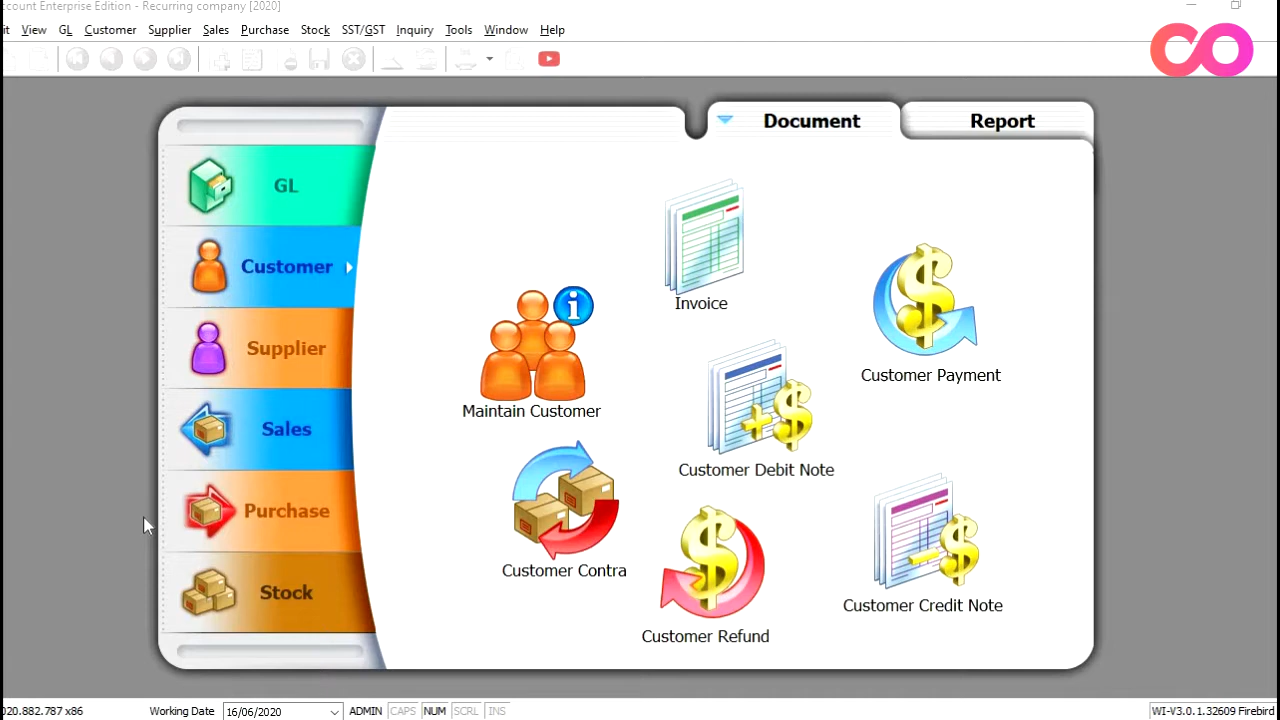 ccount Enterprise Edition - Recurring company [2020]
it View GL Customer Supplier Sales Purchase Stock SST/GST Inquiry Tools Window Help
CO
Document Report
GL
Customer
Supplier
Sales
Purchase
Stock
Invoice
Customer Payment
Maintain Customer
Customer Debit Note
Customer Contra
Customer Credit Note
Customer Refund
020.882.787 x86 Working Date 16/06/2020 ADMIN CAPS NUM SCRL INS WI-V3.0.1.32609 Firebird